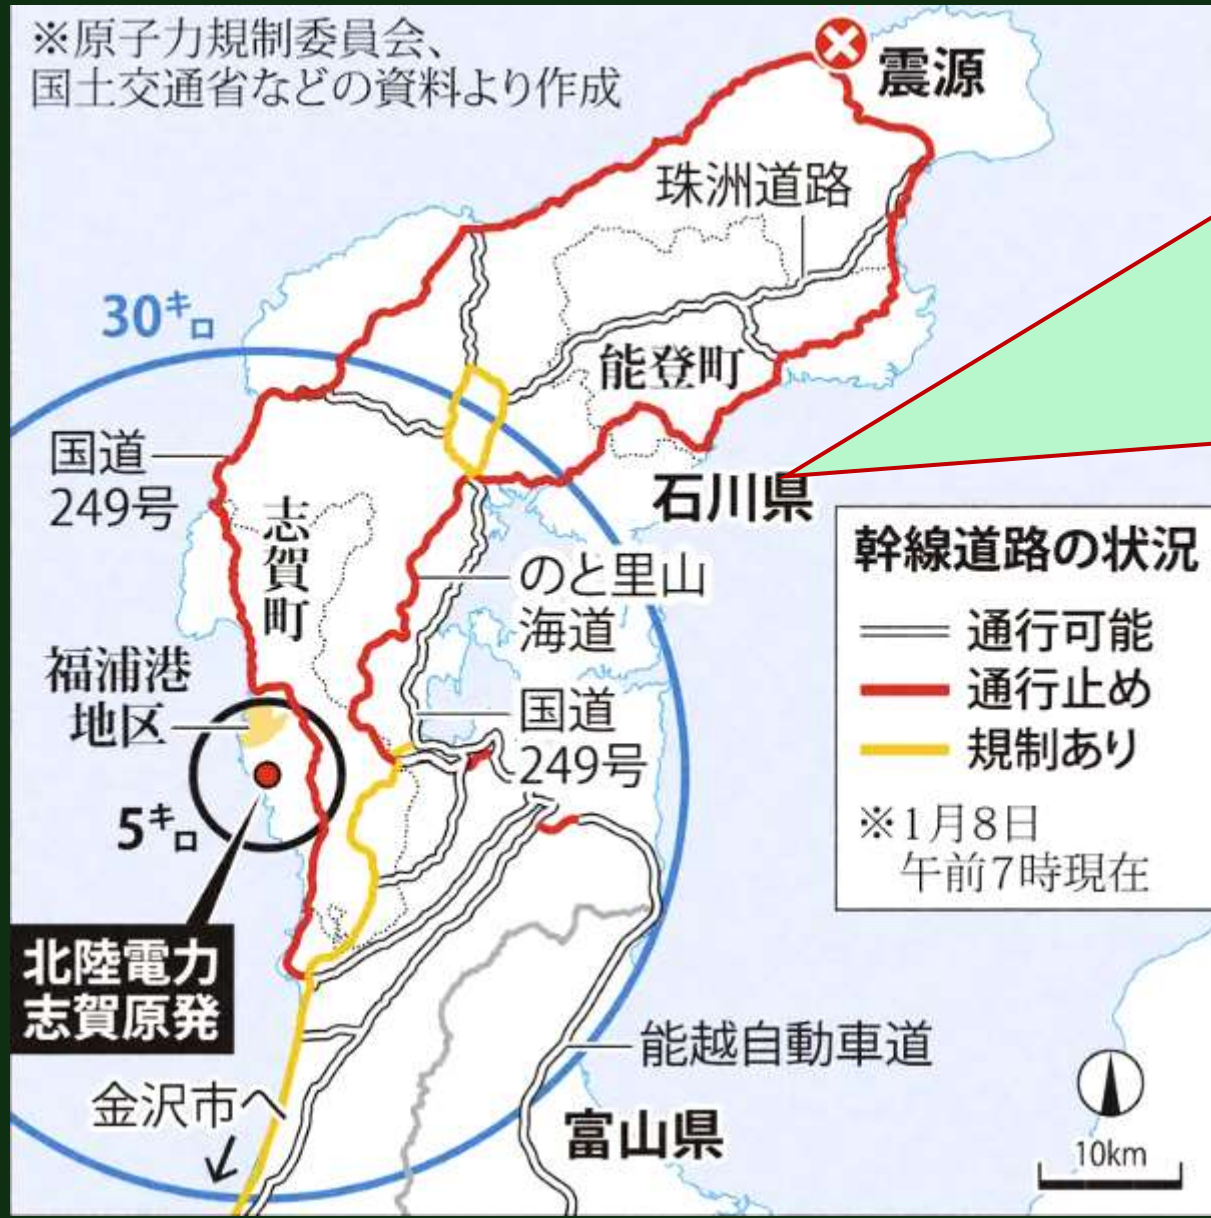 ※原子力規制委員会、
国土交通省などの資料より作成
震源
珠洲道路
30キロ
能登町
国道
249号
石川県
志賀町
のと里山
海道
福浦港
地区
国道
249号
5キロ
北陸電力
志賀原発
金沢市へ
能越自動車道
富山県
幹線道路の状況
通行可能
通行止め
規制あり
※1月8日
午前7時現在
10km